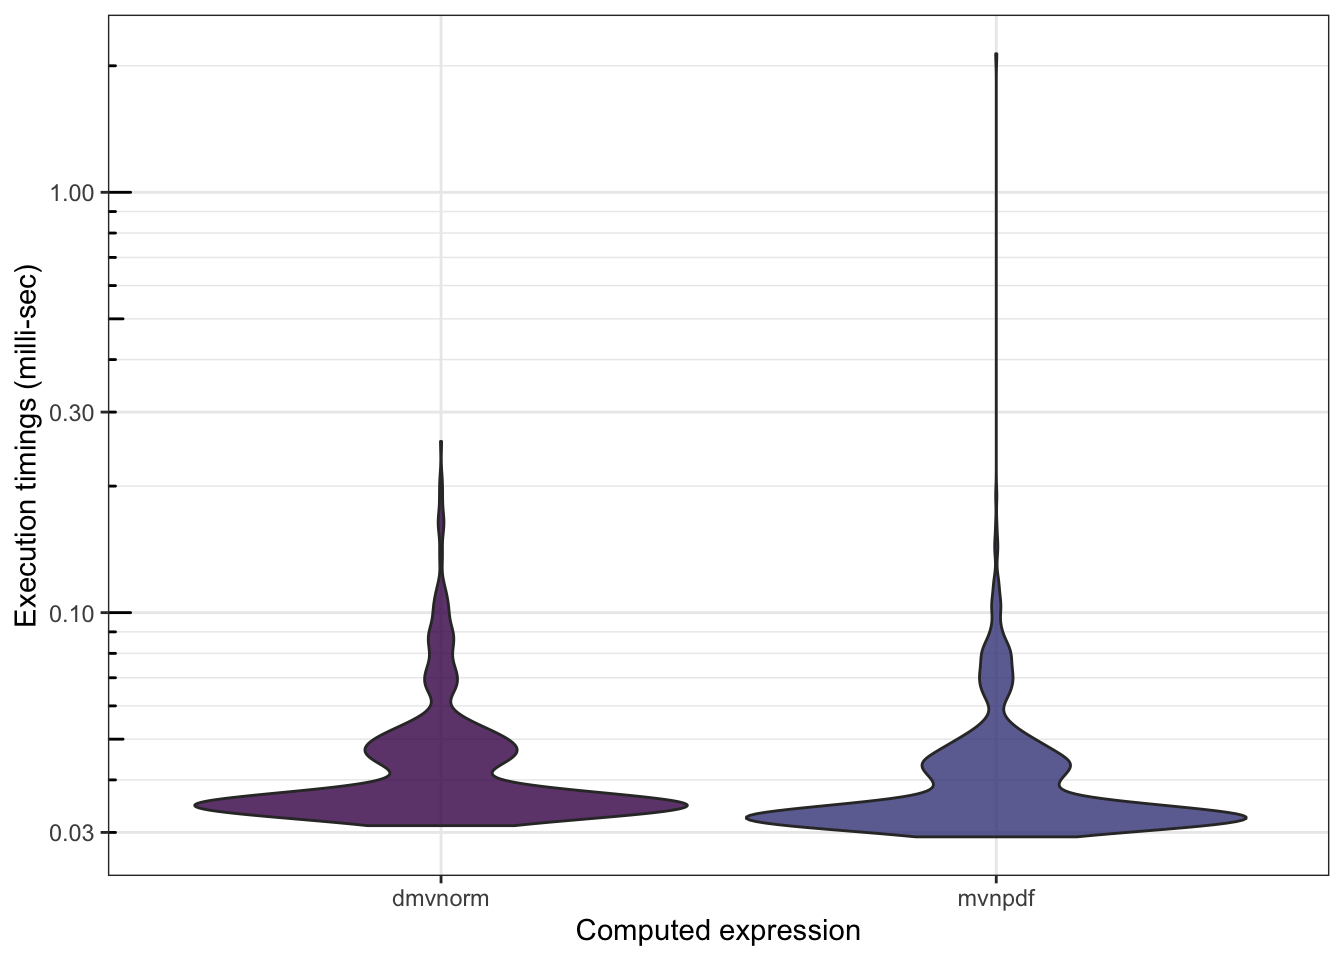 Execution timings (milli-sec)
1.00
0.30
0.10
0.03
dmvnorm
mvnpdf
Computed expression